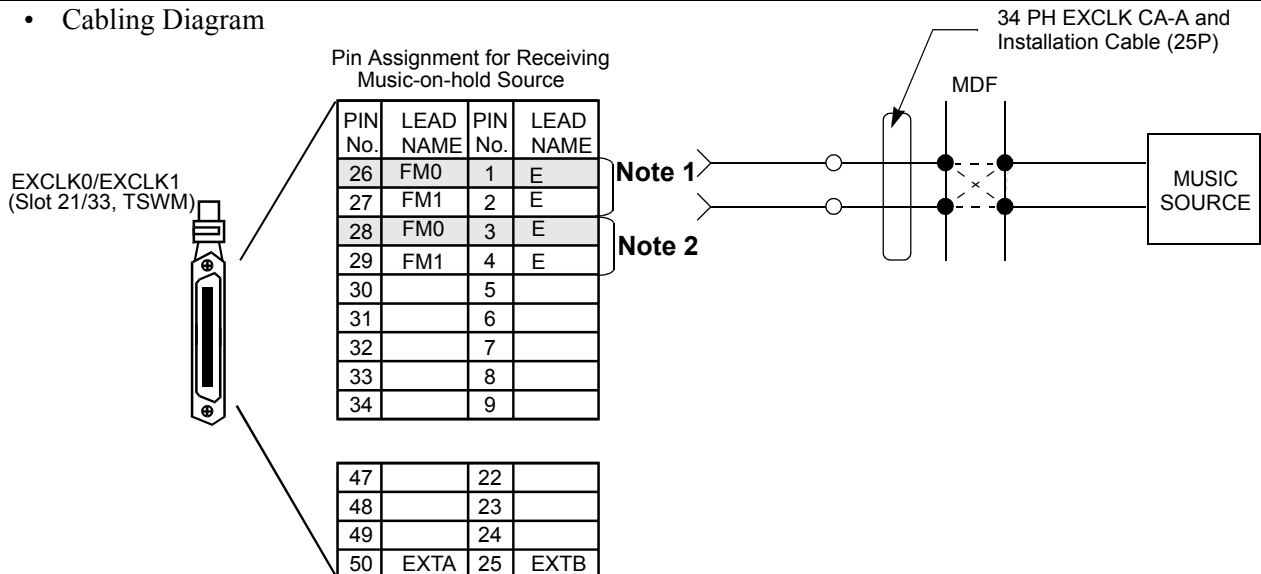 • Cabling Diagram
34 PH EXCLK CA-A and
Installation Cable (25P)
Pin Assignment for Receiving
Music-on-hold Source
MDF
PIN No. LEAD NAME PIN No. LEAD NAME
26 FM0 1 E
27 FM1 2 E
Note 1
28 FM0 3 E
29 FM1 4 E
Note 2
30 5
31 6
32 7
33 8
34 9
47 22
48 23
49 24
50 EXTA 25 EXTB
EXCLK0/EXCLK1
(Slot 21/33, TSWM)
MUSIC
SOURCE